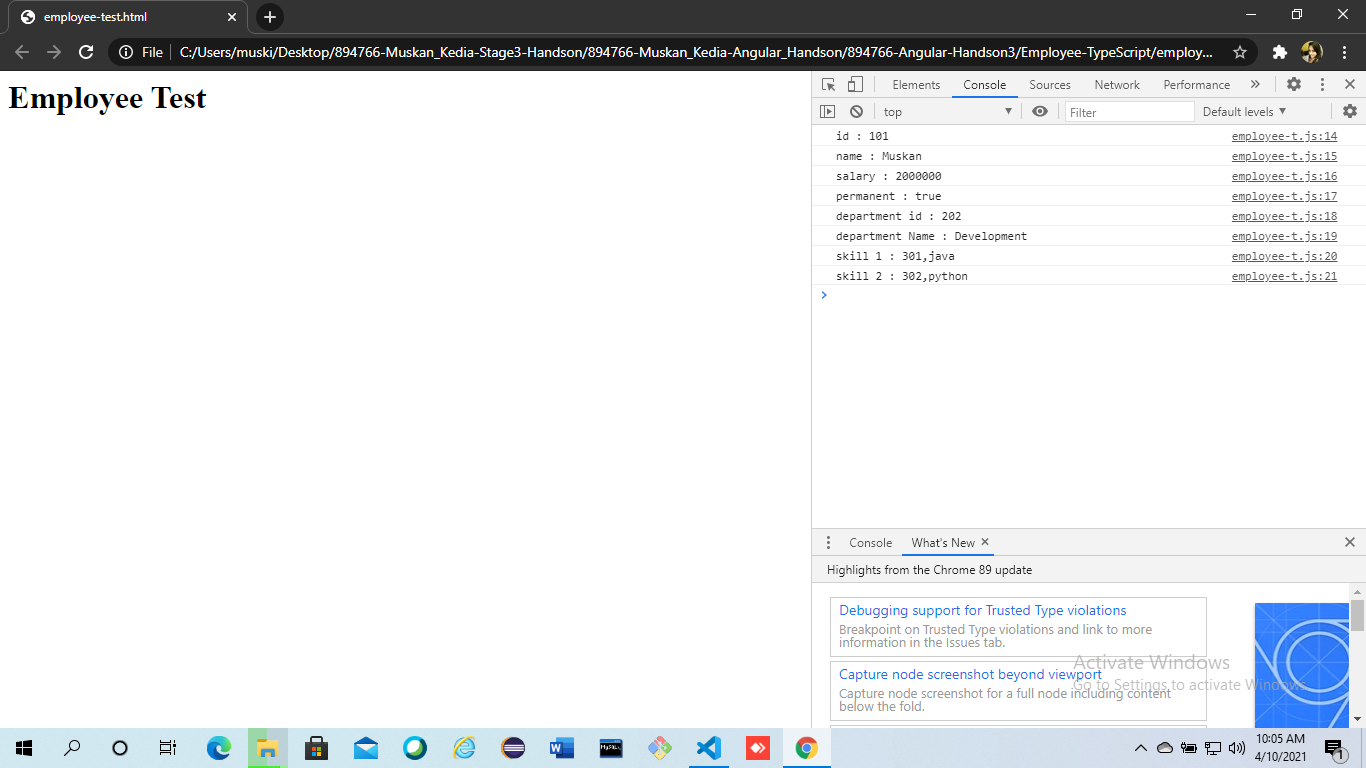 employee-test.html
File
C:/Users/muski/Desktop/894766-Muskan_Kedia-Stage3-Handson/894766-Muskan_Kedia-Angular_Handson/894766-Angular-Handson3/Employee-TypeScript/employ...
Employee Test
Elements Console Sources Network Performance
top Filter Default levels
id : 101 employee-t.js:14
name : Muskan employee-t.js:15
salary : 2000000 employee-t.js:16
permanent : true employee-t.js:17
department id : 202 employee-t.js:18
department Name : Development employee-t.js:19
skill 1 : 301,java employee-t.js:20
skill 2 : 302,python employee-t.js:21
Console What's New
Highlights from the Chrome 89 update
Debugging support for Trusted Type violations
Breakpoint on Trusted Type violations and link to more
information in the Issues tab.
Capture node screenshot beyond viewport
Capture node screenshot for a full node including content
below the fold.
Activate Windows
Go to Settings to activate Windows.
MySQL
10:05 AM
4/10/2021
1